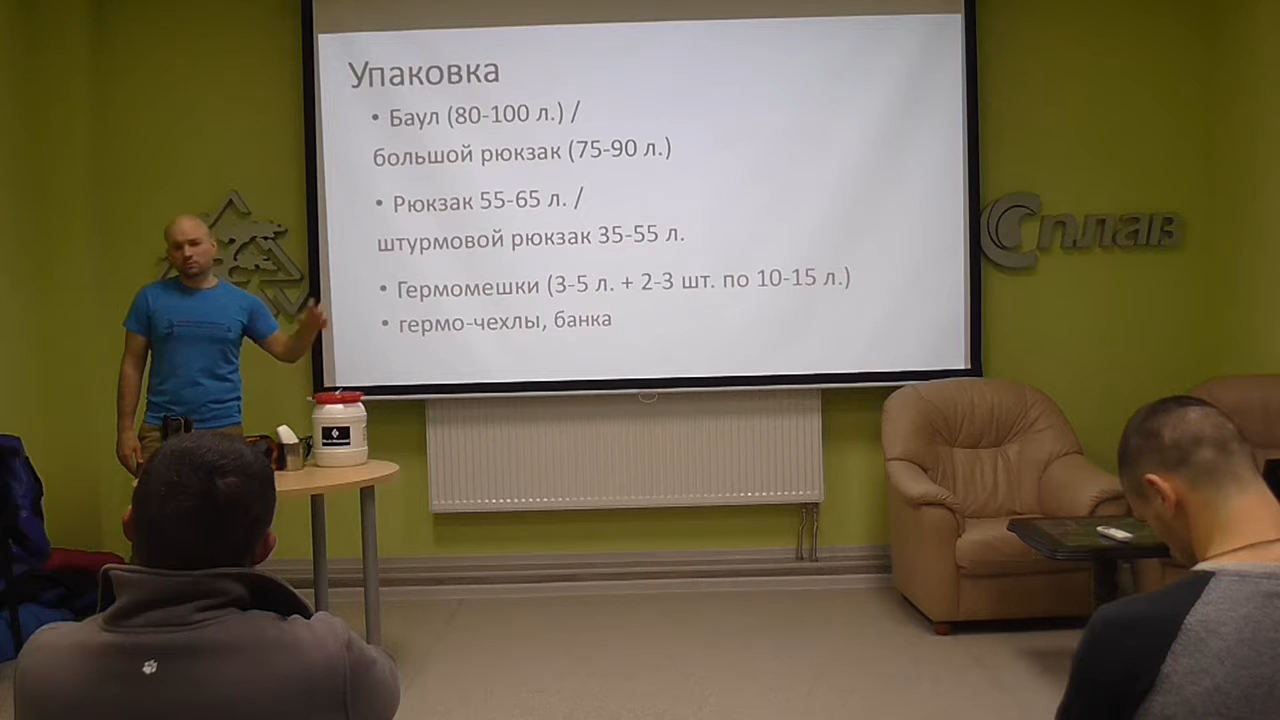 Упаковка
• Баул (80-100 л.) /
большой рюкзак (75-90 л.)
• Рюкзак 55-65 л. /
штурмовой рюкзак 35-55 л.
• Гермомешки (3-5 л. + 2-3 шт. по 10-15 л.)
• гермо-чехлы, банка
Сплав